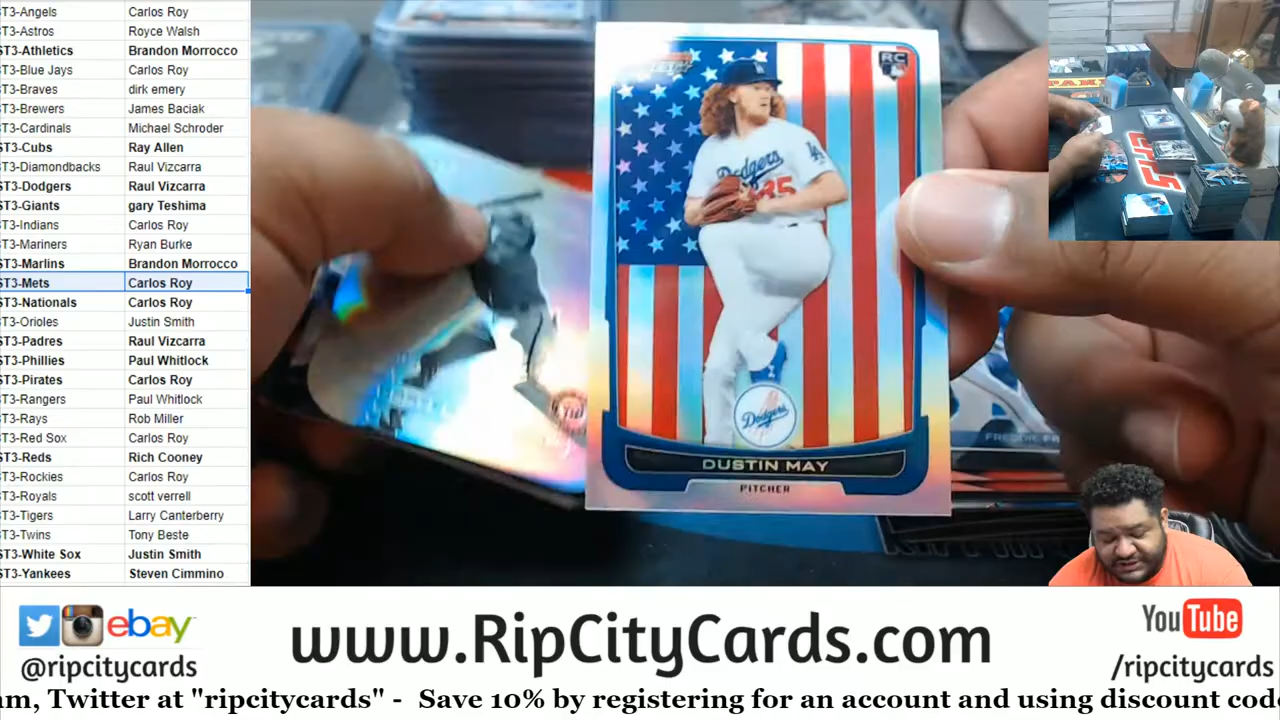 ST3-Angels Carlos Roy
ST3-Astros Royce Walsh
ST3-Athletics Brandon Morrocco
ST3-Blue Jays Carlos Roy
ST3-Braves dirk emery
ST3-Brewers James Baciak
ST3-Cardinals Michael Schroder
ST3-Cubs Ray Allen
ST3-Diamondbacks Raul Vizcarra
ST3-Dodgers Raul Vizcarra
ST3-Giants gary Teshima
ST3-Indians Carlos Roy
ST3-Mariners Ryan Burke
ST3-Marlins Brandon Morrocco
ST3-Mets Carlos Roy
ST3-Nationals Carlos Roy
ST3-Orioles Justin Smith
ST3-Padres Raul Vizcarra
ST3-Phillies Paul Whitlock
ST3-Pirates Carlos Roy
ST3-Rangers Paul Whitlock
ST3-Rays Rob Miller
ST3-Red Sox Carlos Roy
ST3-Reds Rich Cooney
ST3-Rockies Carlos Roy
ST3-Royals scott verrell
ST3-Tigers Larry Canterberry
ST3-Twins Tony Beste
ST3-White Sox Justin Smith
ST3-Yankees Steven Cimmino
RC
LA
Dodgers
85
Dodgers
DUSTIN MAY
PITCHER
FREDDIE FR
PANINI
ebay
@ripcitycards
www.RipCityCards.com
YouTube
/ripcitycards
am, Twitter at "ripcitycards" - Save 10% by registering for an account and using discount code